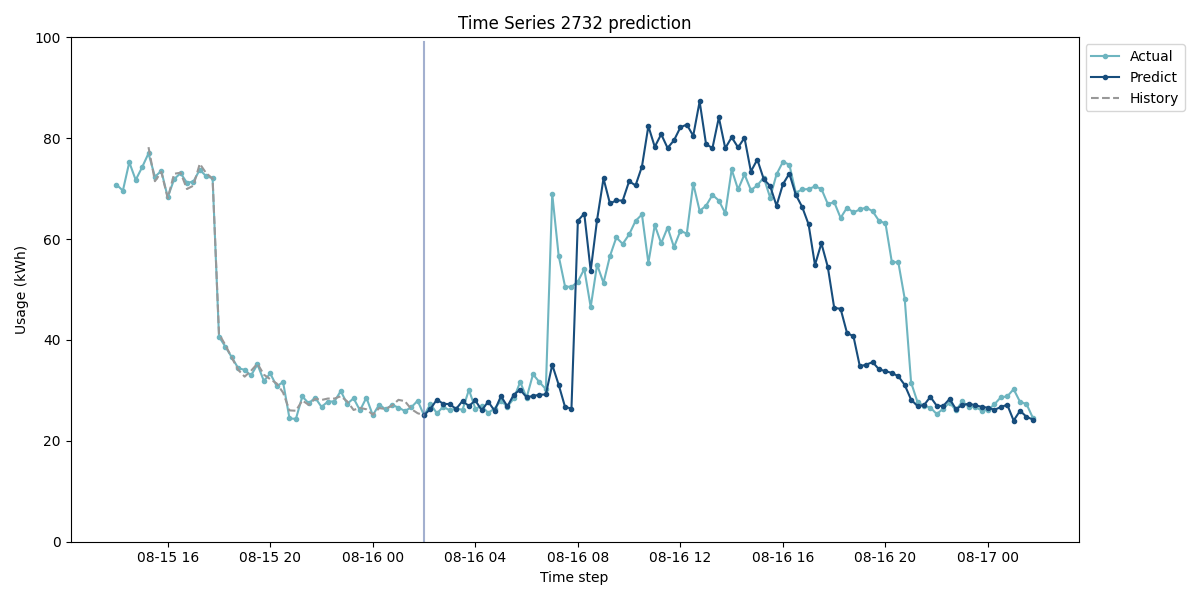 Time Series 2732 prediction
100
80
60
40
20
0
Usage (kWh)
08-15 16
08-15 20
08-16 00
08-16 04
08-16 08
08-16 12
08-16 16
08-16 20
08-17 00
Time step
Actual
Predict
History